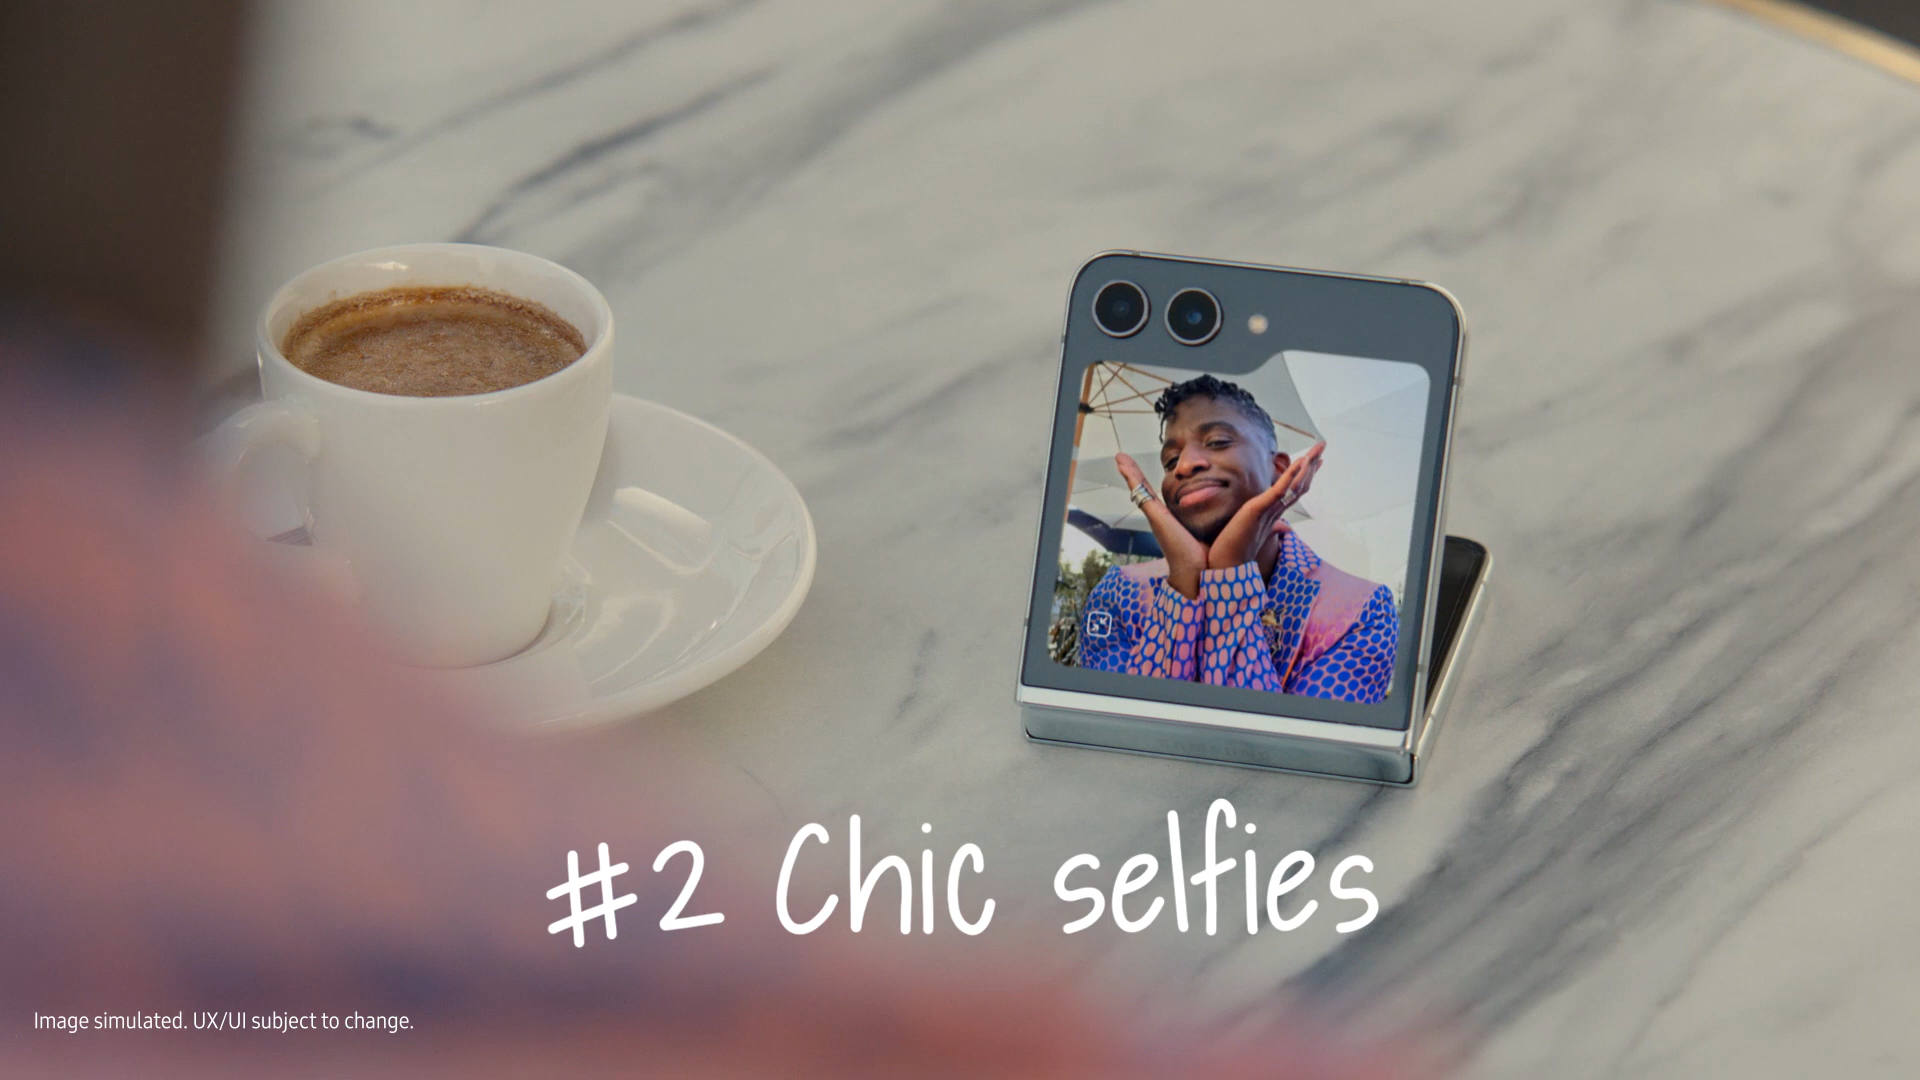 #2 Chic selfies
Image simulated. UX/UI subject to change.